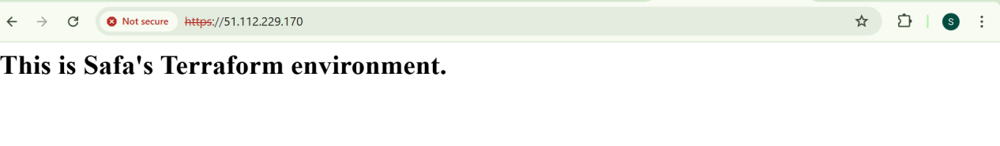 Not secure https://51.112.229.170 S
This is Safa's Terraform environment.